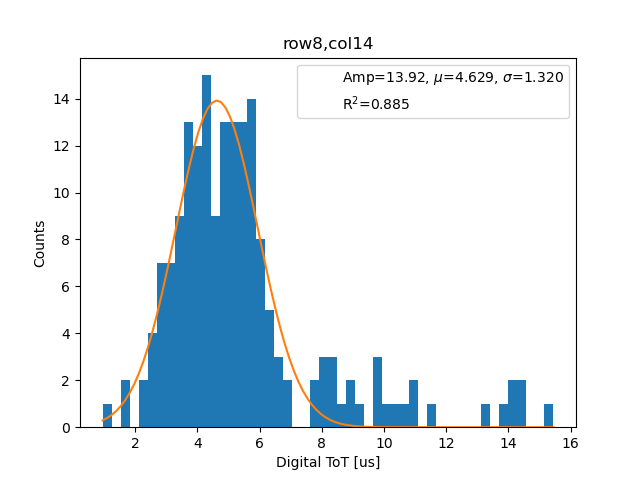 row8,col14
Amp=13.92, μ=4.629, σ=1.320
R²=0.885
14
12
10
8
6
4
2
0
Counts
2 4 6 8 10 12 14 16
Digital ToT [us]